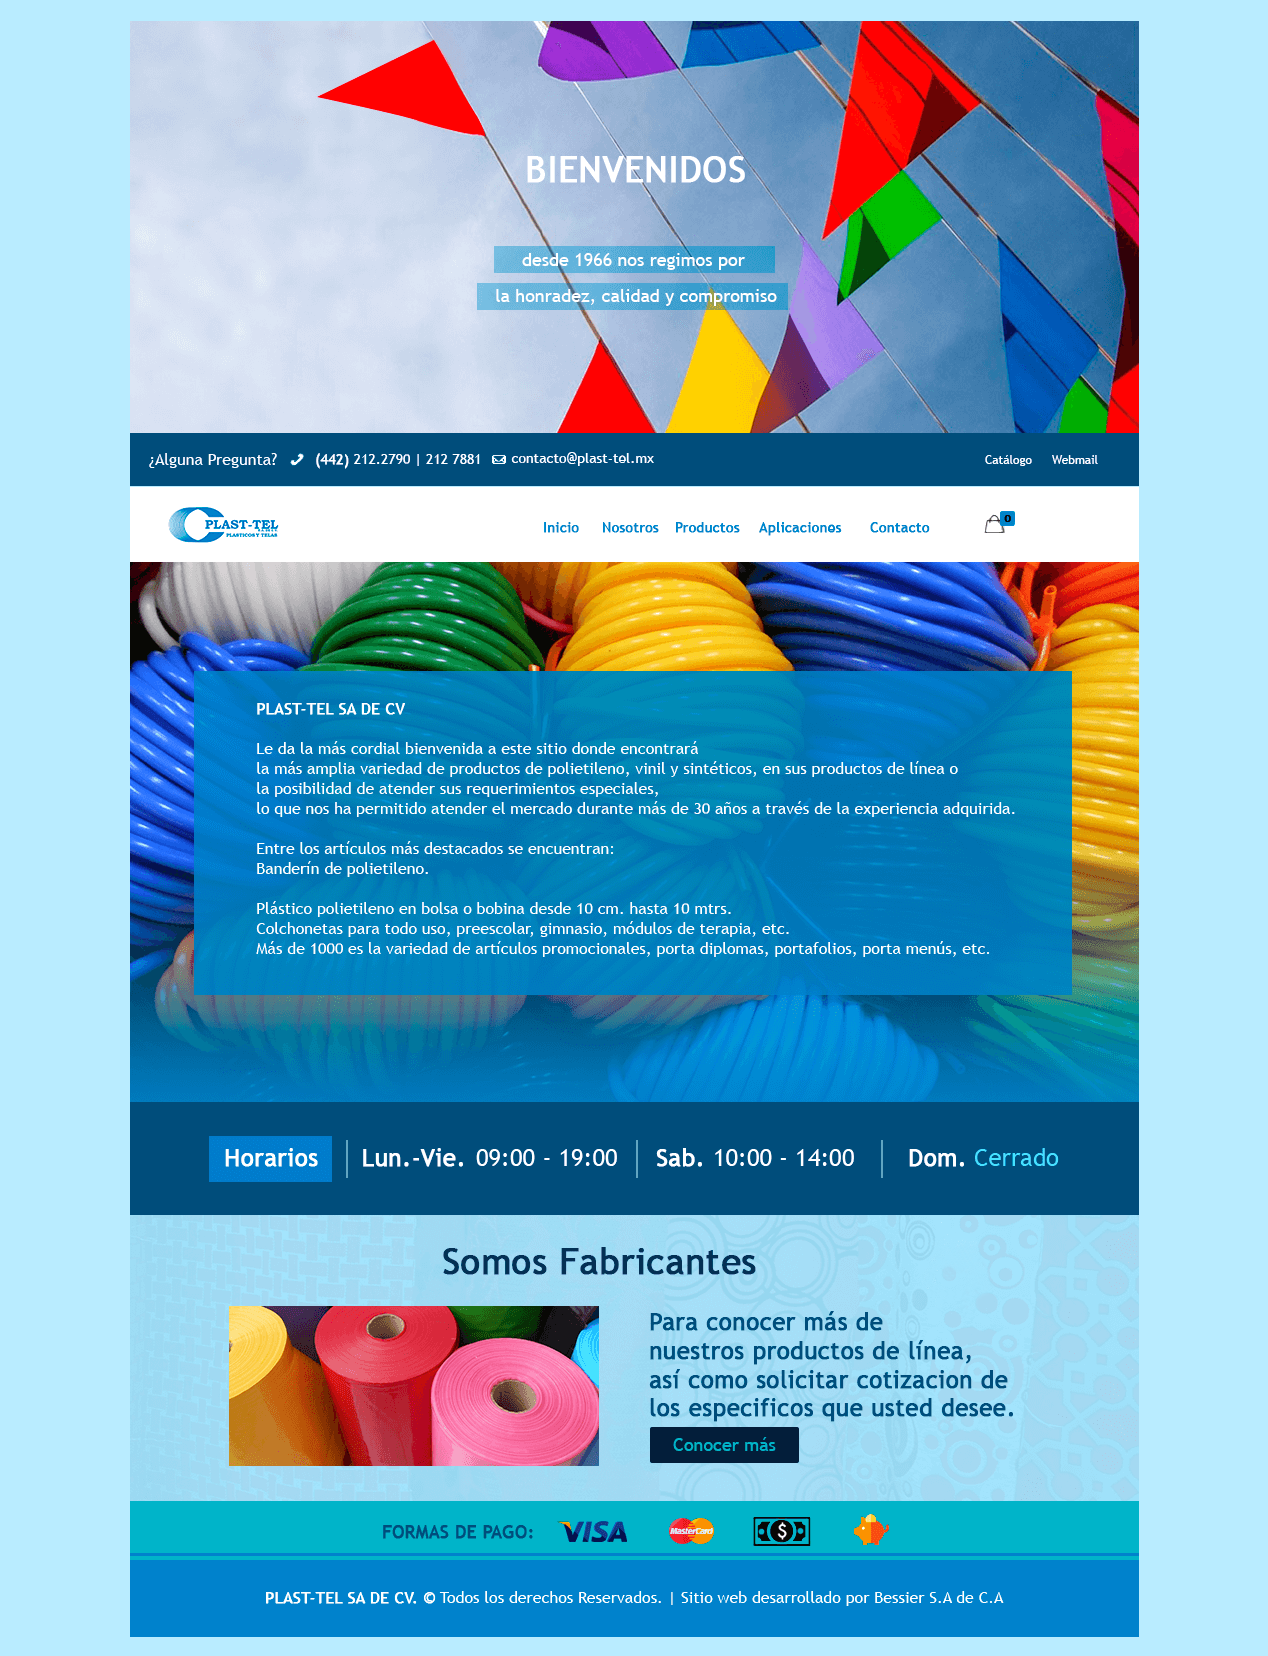 BIENVENIDOS
desde 1966 nos regimos por
la honradez, calidad y compromiso
¿Alguna Pregunta? (442) 212.2790 | 212 7881 contacto@plast-tel.mx Catálogo Webmail
PLAST-TEL
PLASTICOS Y TELAS
Inicio Nosotros Productos Aplicaciones Contacto 0
PLAST-TEL SA DE CV
Le da la más cordial bienvenida a este sitio donde encontrará
la más amplia variedad de productos de polietileno, vinil y sintéticos, en sus productos de línea o
la posibilidad de atender sus requerimientos especiales,
lo que nos ha permitido atender el mercado durante más de 30 años a través de la experiencia adquirida.
Entre los artículos más destacados se encuentran:
Banderín de polietileno.
Plástico polietileno en bolsa o bobina desde 10 cm. hasta 10 mtrs.
Colchonetas para todo uso, preescolar, gimnasio, módulos de terapia, etc.
Más de 1000 es la variedad de artículos promocionales, porta diplomas, portafolios, porta menús, etc.
Horarios Lun.-Vie. 09:00 - 19:00 Sab. 10:00 - 14:00 Dom. Cerrado
Somos Fabricantes
Para conocer más de
nuestros productos de línea,
así como solicitar cotizacion de
los especificos que usted desee.
Conocer más
FORMAS DE PAGO: VISA MasterCard $
PLAST-TEL SA DE CV. © Todos los derechos Reservados. | Sitio web desarrollado por Bessier S.A de C.A